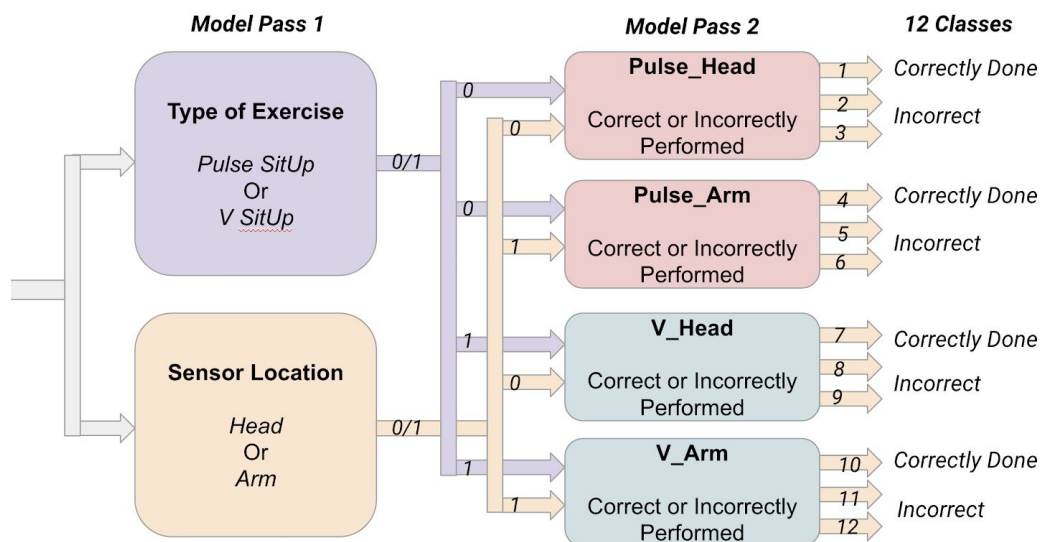 Model Pass 1
Model Pass 2
12 Classes
Type of Exercise
Pulse SitUp
Or
V SitUp
0/1
Sensor Location
Head
Or
Arm
0/1
0
0
Pulse_Head
Correct or Incorrectly
Performed
1
2
3
Correctly Done
Incorrect
0
1
Pulse_Arm
Correct or Incorrectly
Performed
4
5
6
Correctly Done
Incorrect
1
0
V_Head
Correct or Incorrectly
Performed
7
8
9
Correctly Done
Incorrect
1
1
V_Arm
Correct or Incorrectly
Performed
10
11
12
Correctly Done
Incorrect